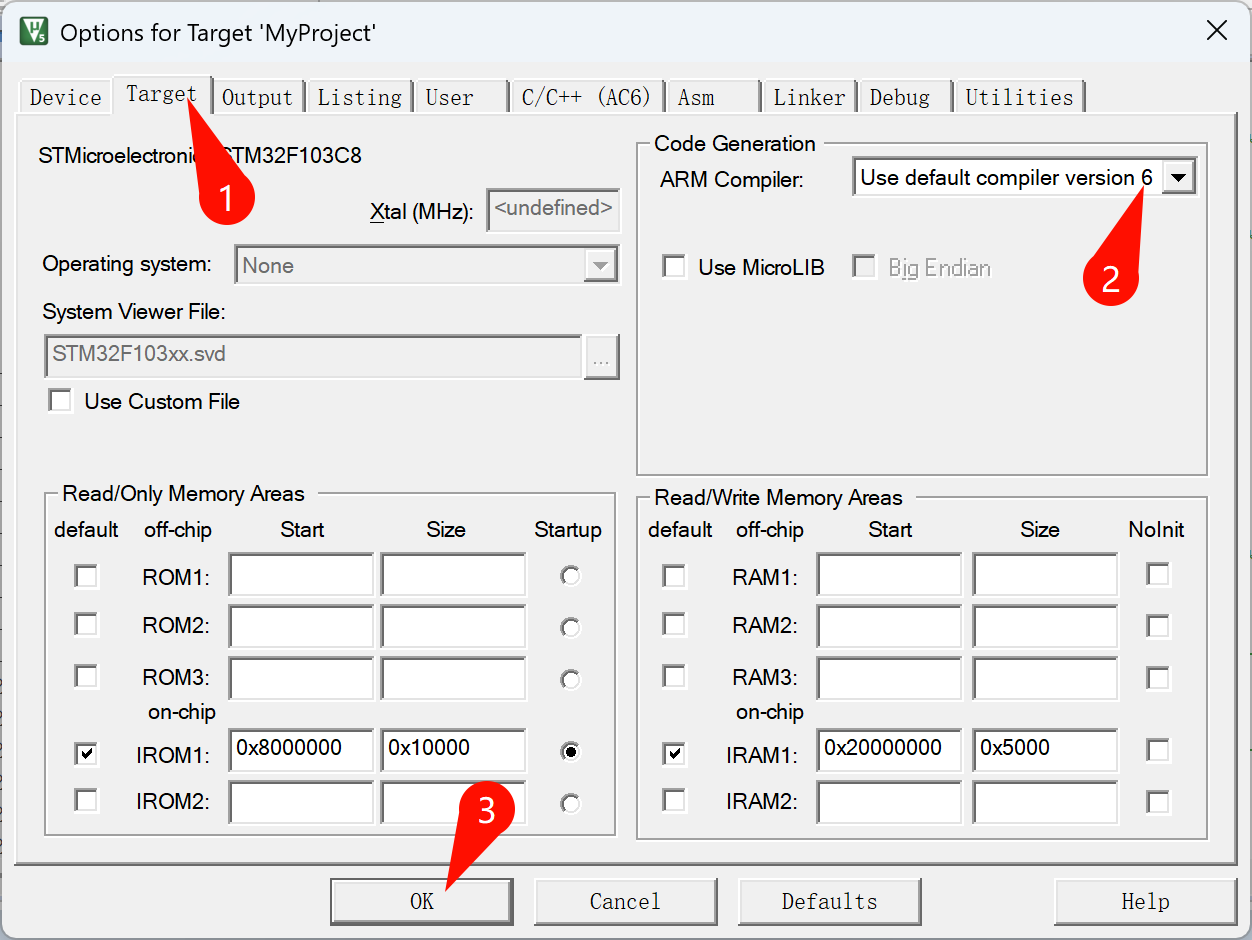 Options for Target 'MyProject'
Device Target Output Listing User C/C++ (AC6) Asm Linker Debug Utilities
STM32F103C8
1
Xtal (MHz): <undefined>
Operating system: None
System Viewer File:
STM32F103xx.svd ...
Use Custom File
Code Generation
ARM Compiler: Use default compiler version 6
2
Use MicroLIB Big Endian
Read/Only Memory Areas
default off-chip Start Size Startup
ROM1:
ROM2:
ROM3:
on-chip
IROM1: 0x8000000 0x10000
IROM2:
3
Read/Write Memory Areas
default off-chip Start Size NoInit
RAM1:
RAM2:
RAM3:
on-chip
IRAM1: 0x20000000 0x5000
IRAM2:
OK Cancel Defaults Help